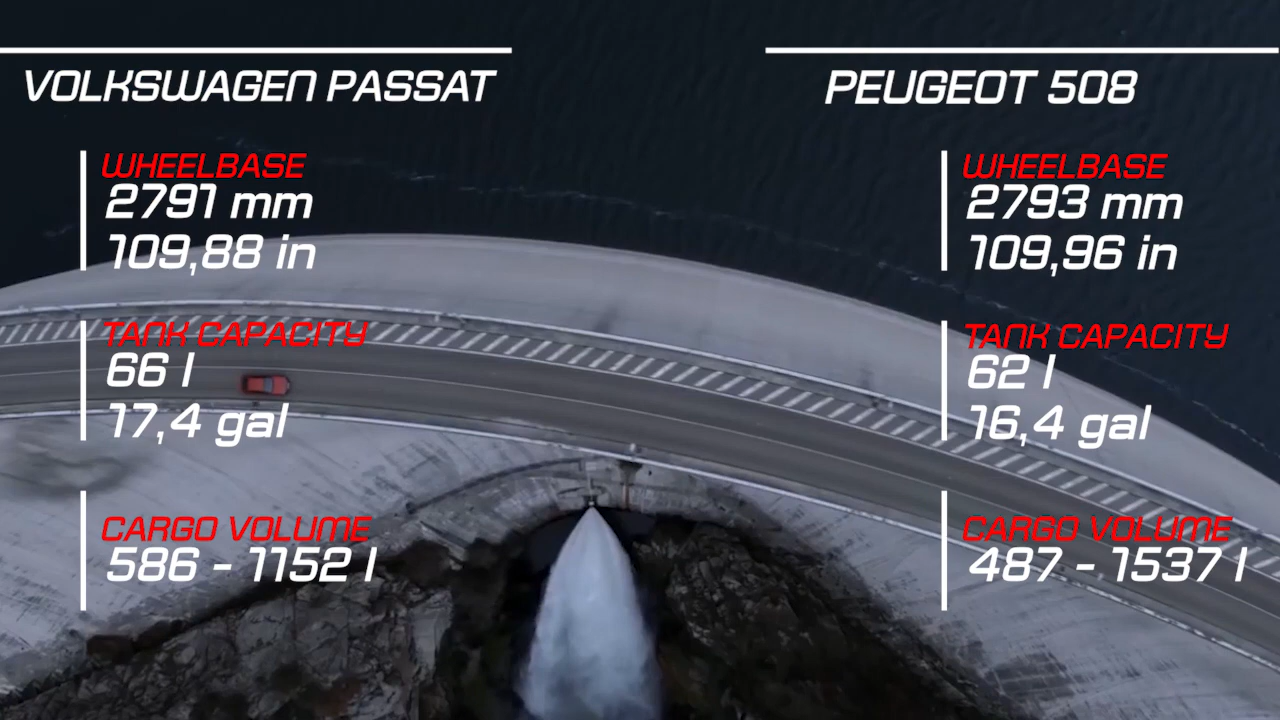 VOLKSWAGEN PASSAT
WHEELBASE
2791 mm
109,88 in
TANK CAPACITY
66 l
17,4 gal
CARGO VOLUME
586 - 1152 l
PEUGEOT 508
WHEELBASE
2793 mm
109,96 in
TANK CAPACITY
62 l
16,4 gal
CARGO VOLUME
487 - 1537 l